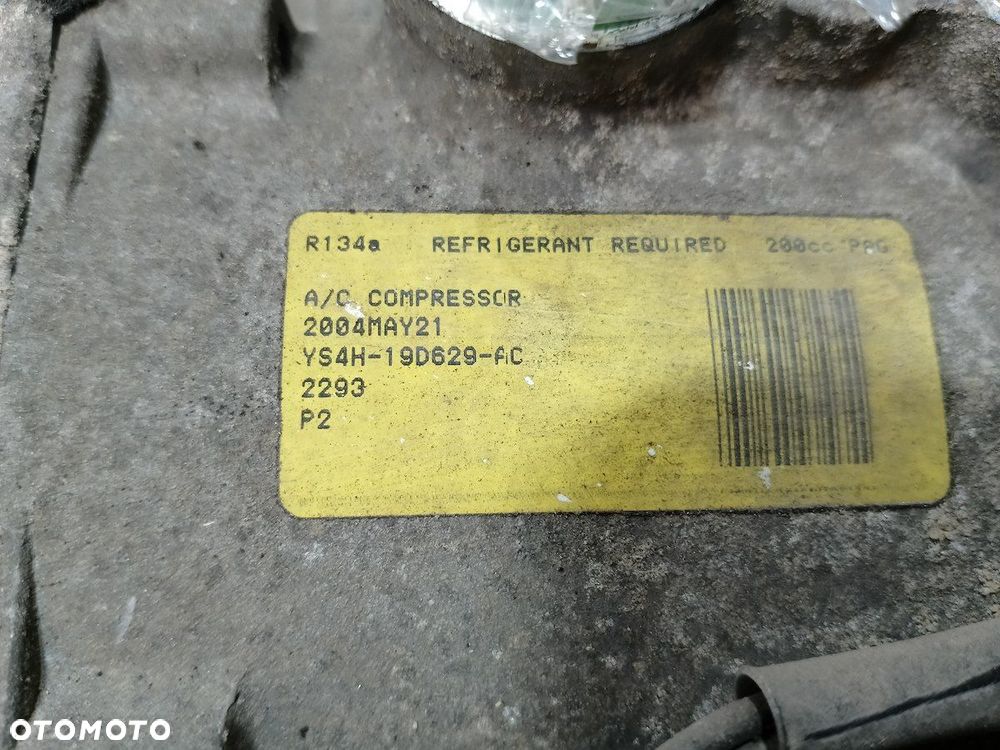 R134a REFRIGERANT REQUIRED 200cc PAG
A/C COMPRESSOR
2004MAY21
YS4H-19D629-AC
2293
P2
OTOMOTO